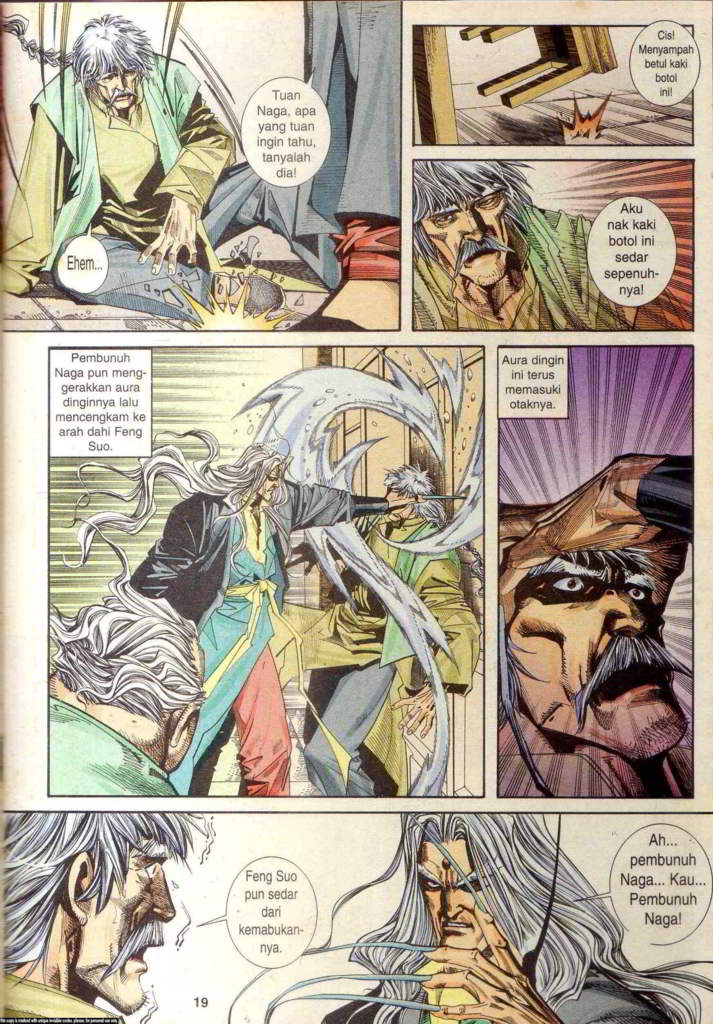 Tuan
Naga, apa
yang tuan
ingin tahu,
tanyalah
dia!
Ehem...
Cis!
Menyampah
betul kaki
botol
ini!
Aku
nak kaki
botol ini
sedar
sepenuh-
nya!
Pembunuh
Naga pun meng-
gerakkan aura
dinginnya lalu
mencengkam ke
arah dahi Feng
Suo.
Aura dingin
ini terus
memasuki
otaknya.
Feng Suo
pun sedar
dari
kemabukan-
nya.
Ah...
pembunuh
Naga... Kau...
Pembunuh
Naga!
19